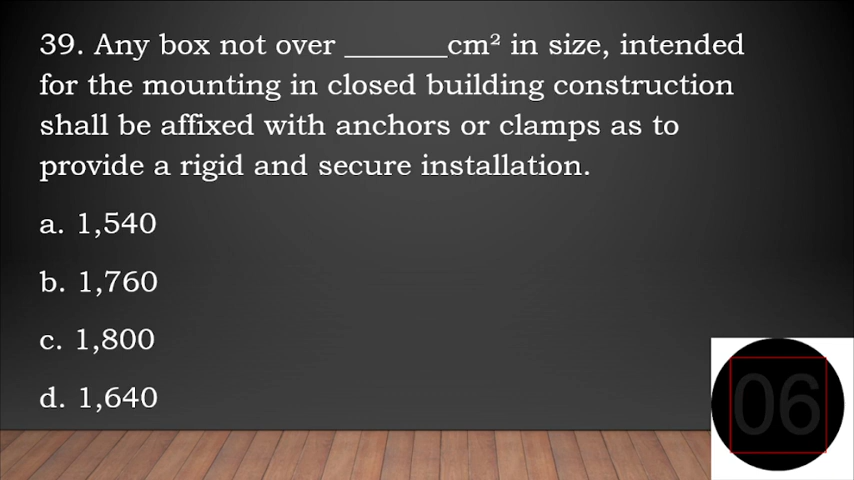 39. Any box not over _______cm² in size, intended
for the mounting in closed building construction
shall be affixed with anchors or clamps as to
provide a rigid and secure installation.
a. 1,540
b. 1,760
c. 1,800
d. 1,640
06